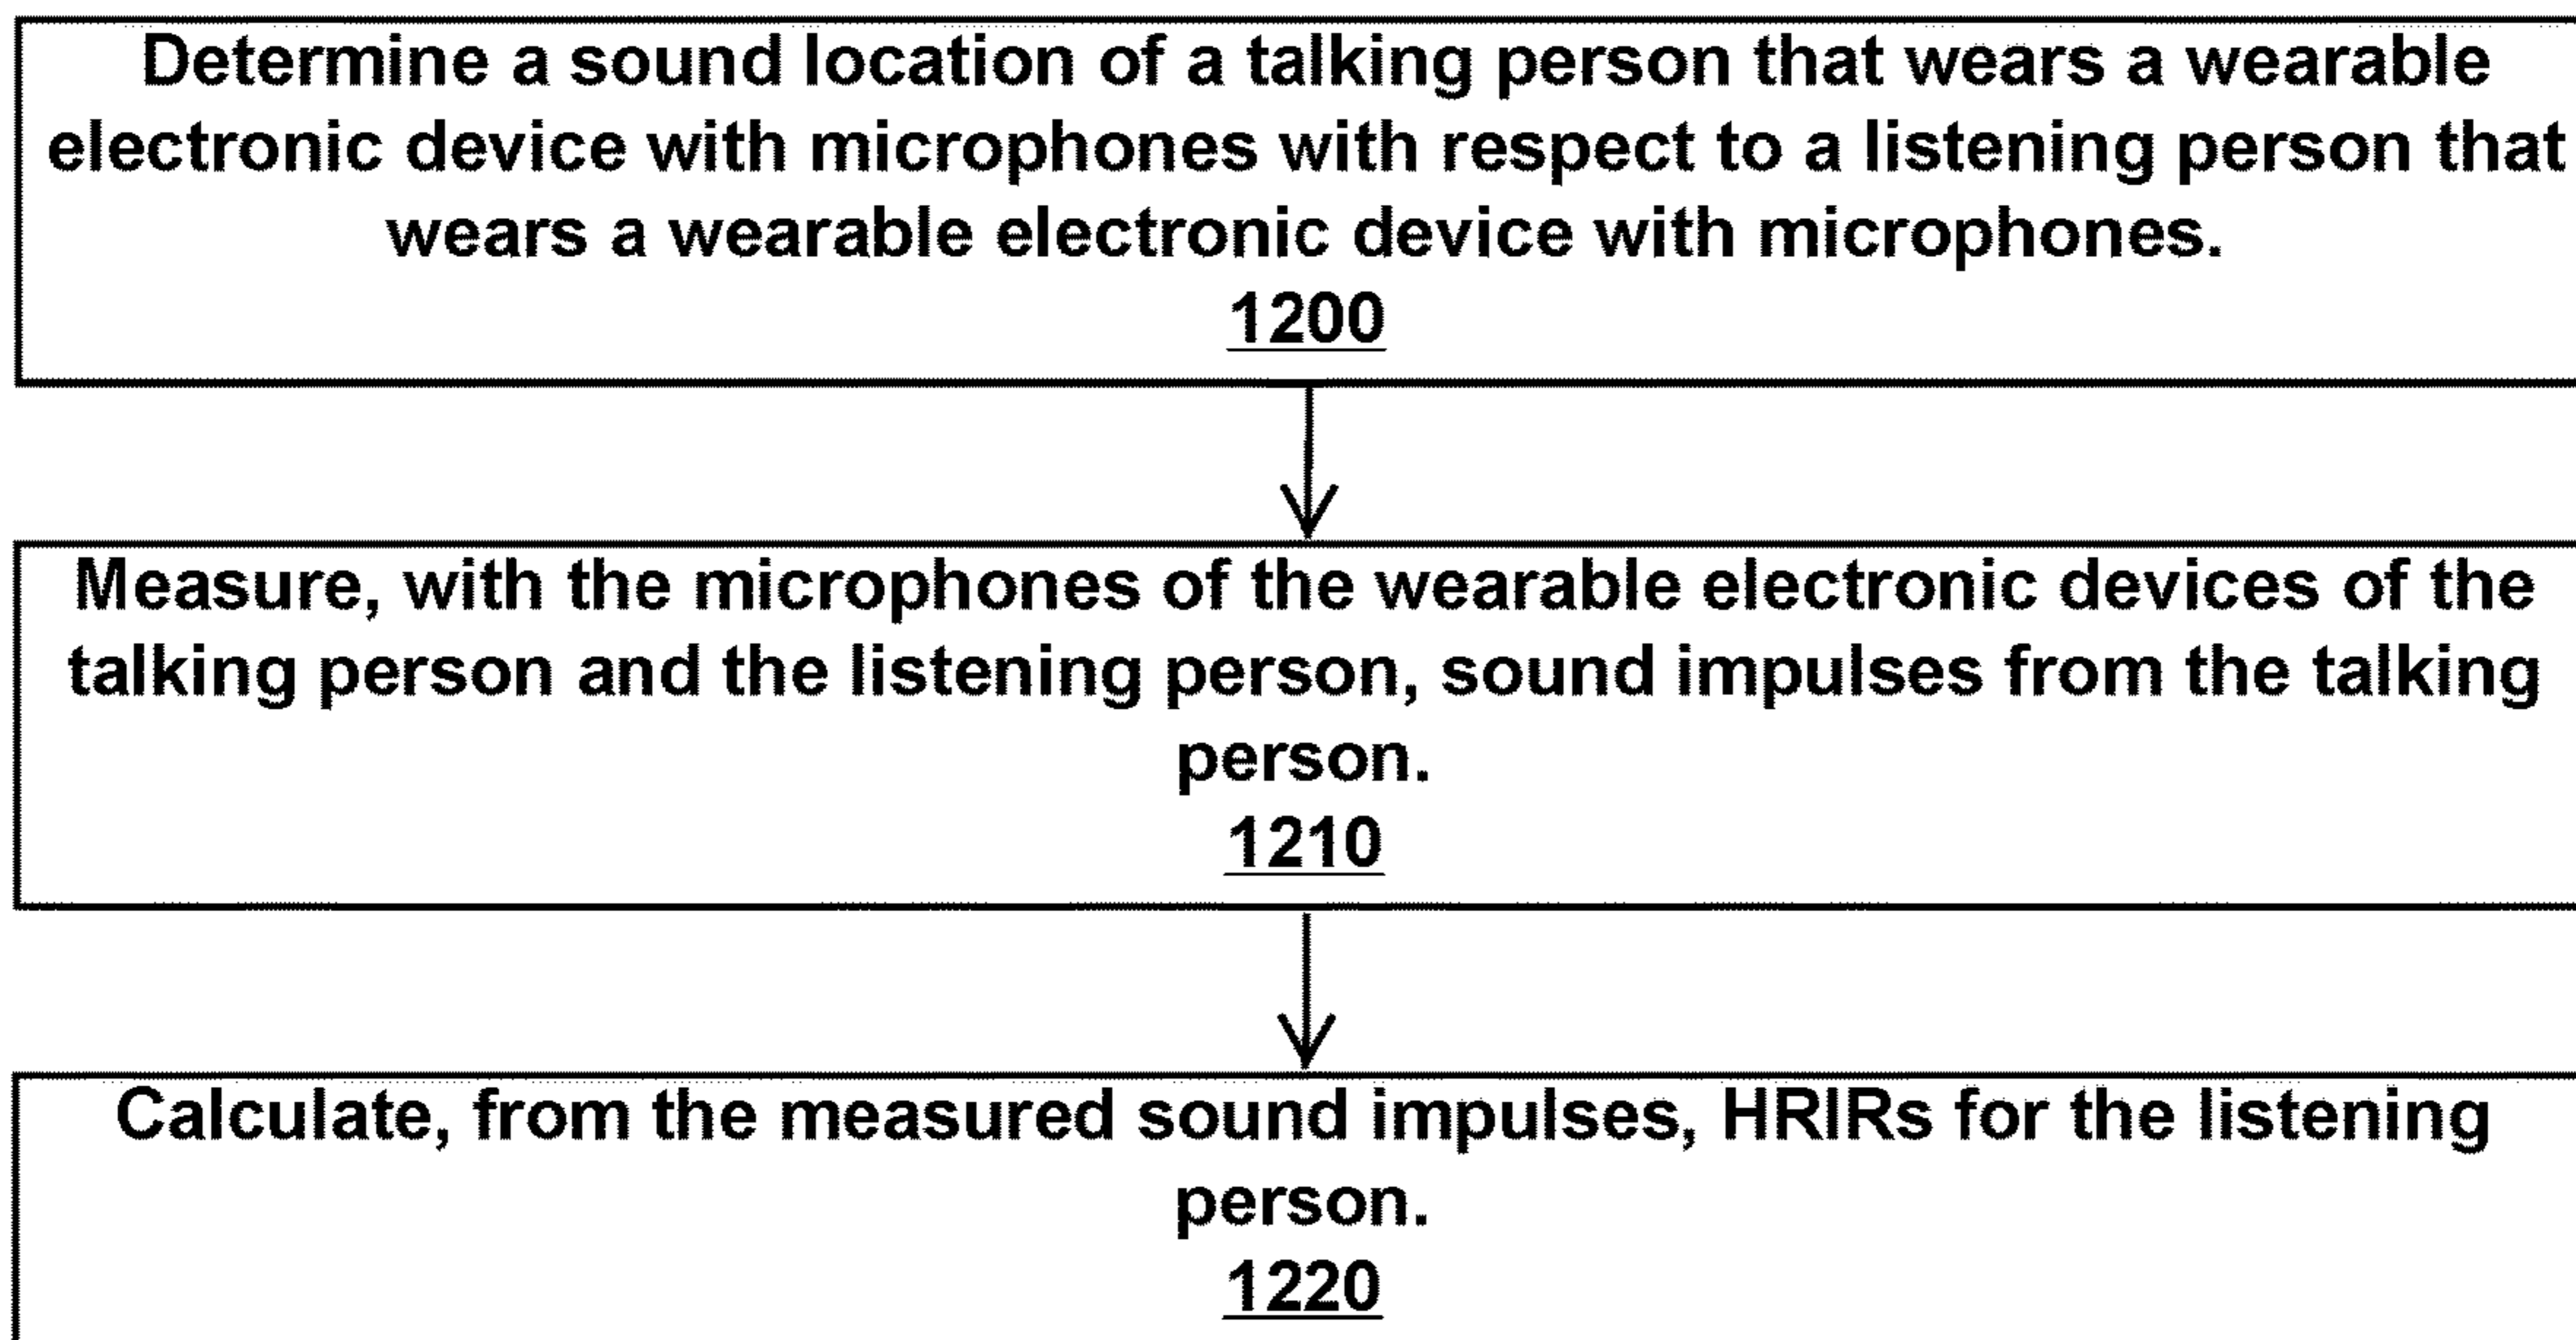 Determine a sound location of a talking person that wears a wearable
electronic device with microphones with respect to a listening person that
wears a wearable electronic device with microphones.
1200
Measure, with the microphones of the wearable electronic devices of the
talking person and the listening person, sound impulses from the talking
person.
1210
Calculate, from the measured sound impulses, HRIRs for the listening
person.
1220